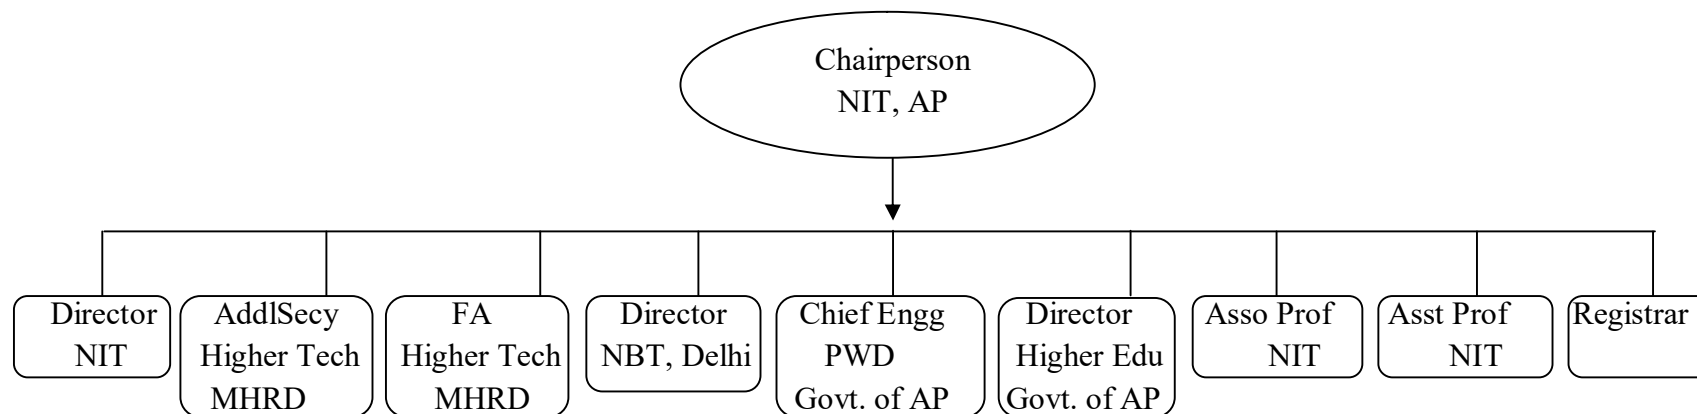 Chairperson
NIT, AP
Director
NIT
AddlSecy
Higher Tech
MHRD
FA
Higher Tech
MHRD
Director
NBT, Delhi
Chief Engg
PWD
Govt. of AP
Director
Higher Edu
Govt. of AP
Asso Prof
NIT
Asst Prof
NIT
Registrar